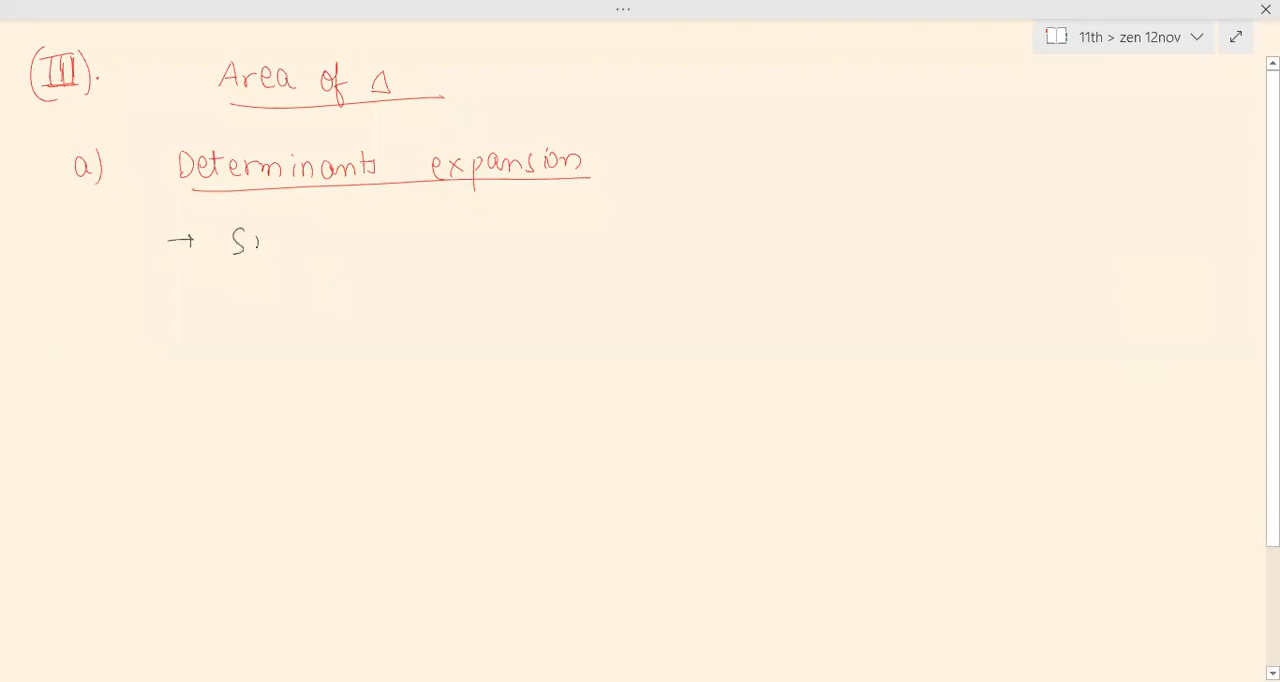 11th > zen 12nov
(III). Area of Δ
a) Determinants expansion
→